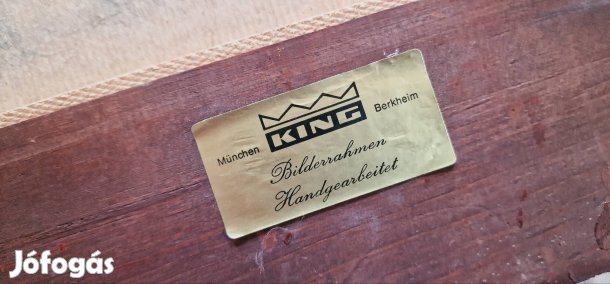 KING
München Berkheim
Bilderrahmen
Handgearbeitet
Jófogás